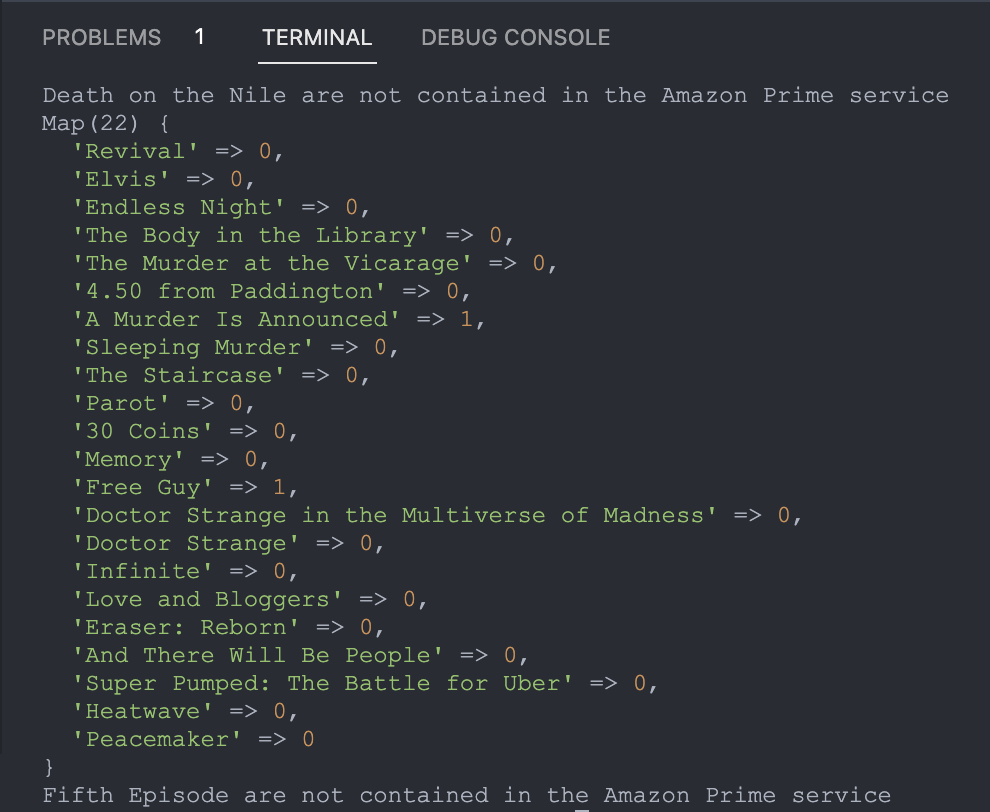 PROBLEMS 1 TERMINAL DEBUG CONSOLE
Death on the Nile are not contained in the Amazon Prime service
Map(22) {
'Revival' => 0,
'Elvis' => 0,
'Endless Night' => 0,
'The Body in the Library' => 0,
'The Murder at the Vicarage' => 0,
'4.50 from Paddington' => 0,
'A Murder Is Announced' => 1,
'Sleeping Murder' => 0,
'The Staircase' => 0,
'Parot' => 0,
'30 Coins' => 0,
'Memory' => 0,
'Free Guy' => 1,
'Doctor Strange in the Multiverse of Madness' => 0,
'Doctor Strange' => 0,
'Infinite' => 0,
'Love and Bloggers' => 0,
'Eraser: Reborn' => 0,
'And There Will Be People' => 0,
'Super Pumped: The Battle for Uber' => 0,
'Heatwave' => 0,
'Peacemaker' => 0
}
Fifth Episode are not contained in the Amazon Prime service